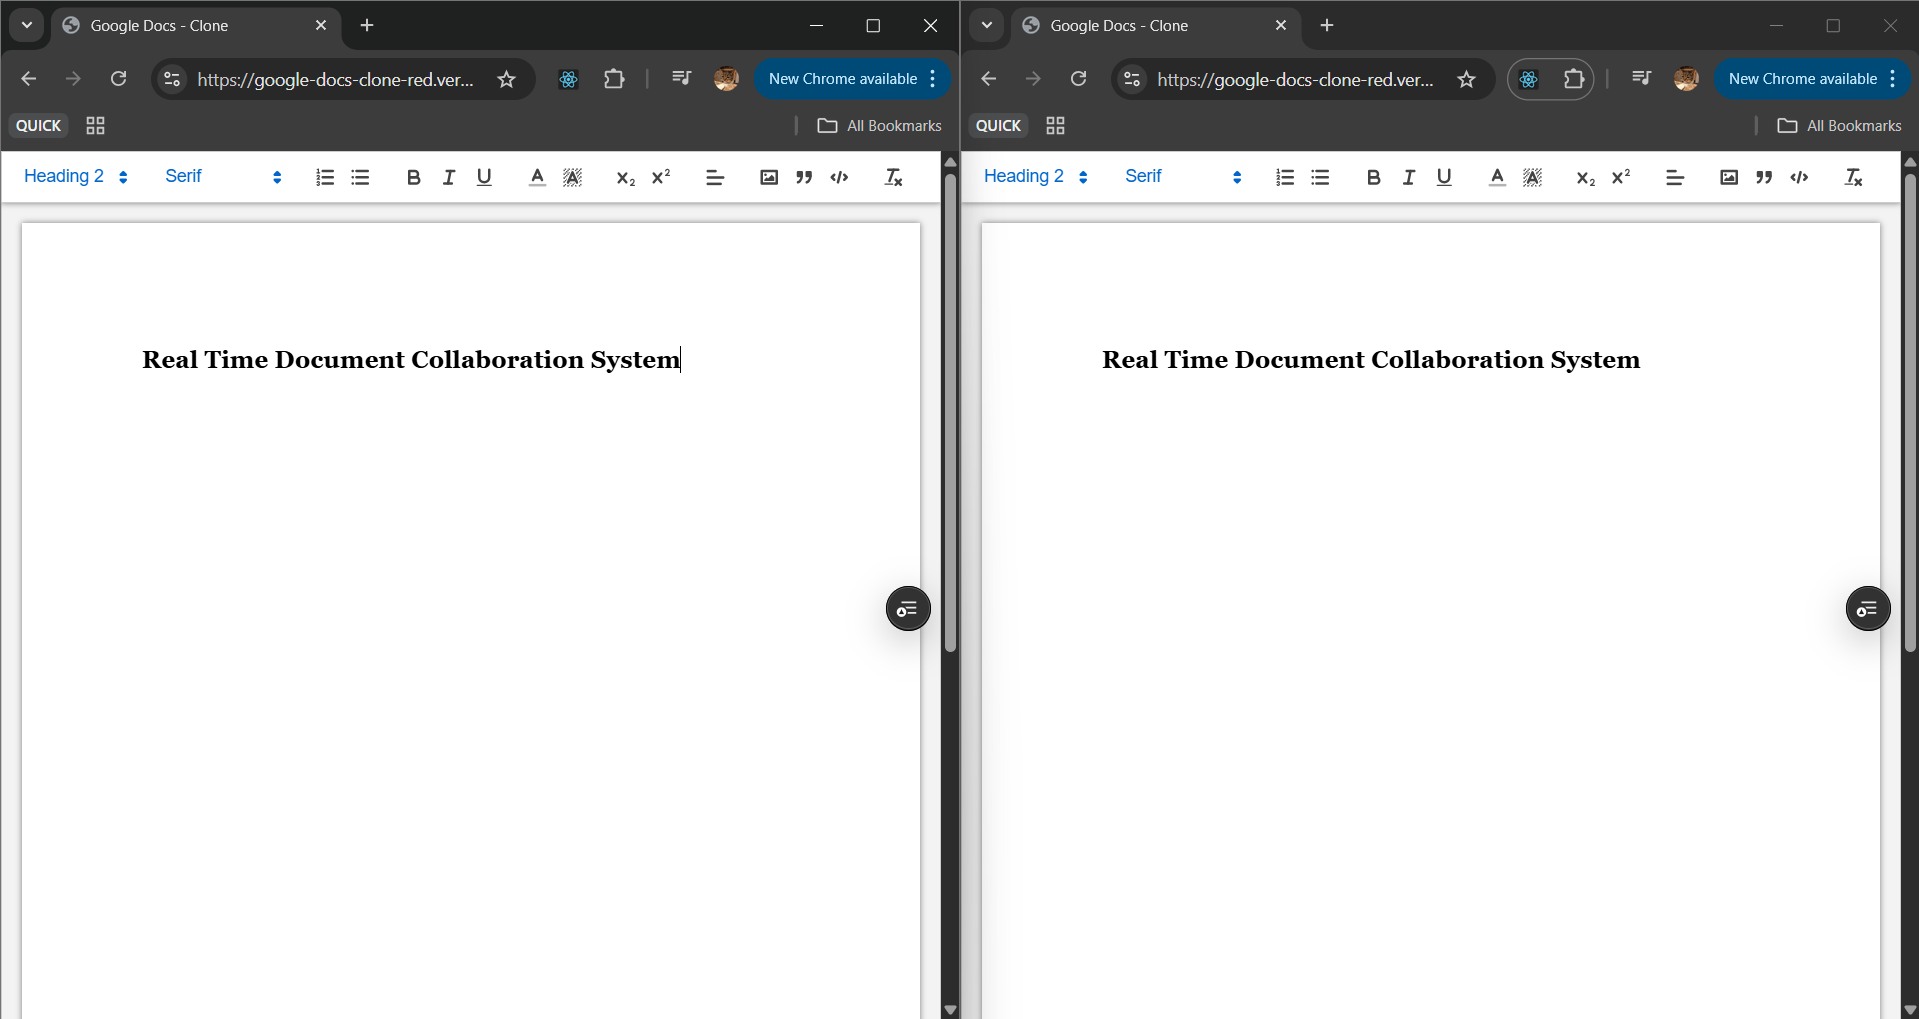 Google Docs - Clone
https://google-docs-clone-red.ver...
New Chrome available
QUICK
All Bookmarks
Heading 2
Serif
Real Time Document Collaboration System
Google Docs - Clone
https://google-docs-clone-red.ver...
New Chrome available
QUICK
All Bookmarks
Heading 2
Serif
Real Time Document Collaboration System